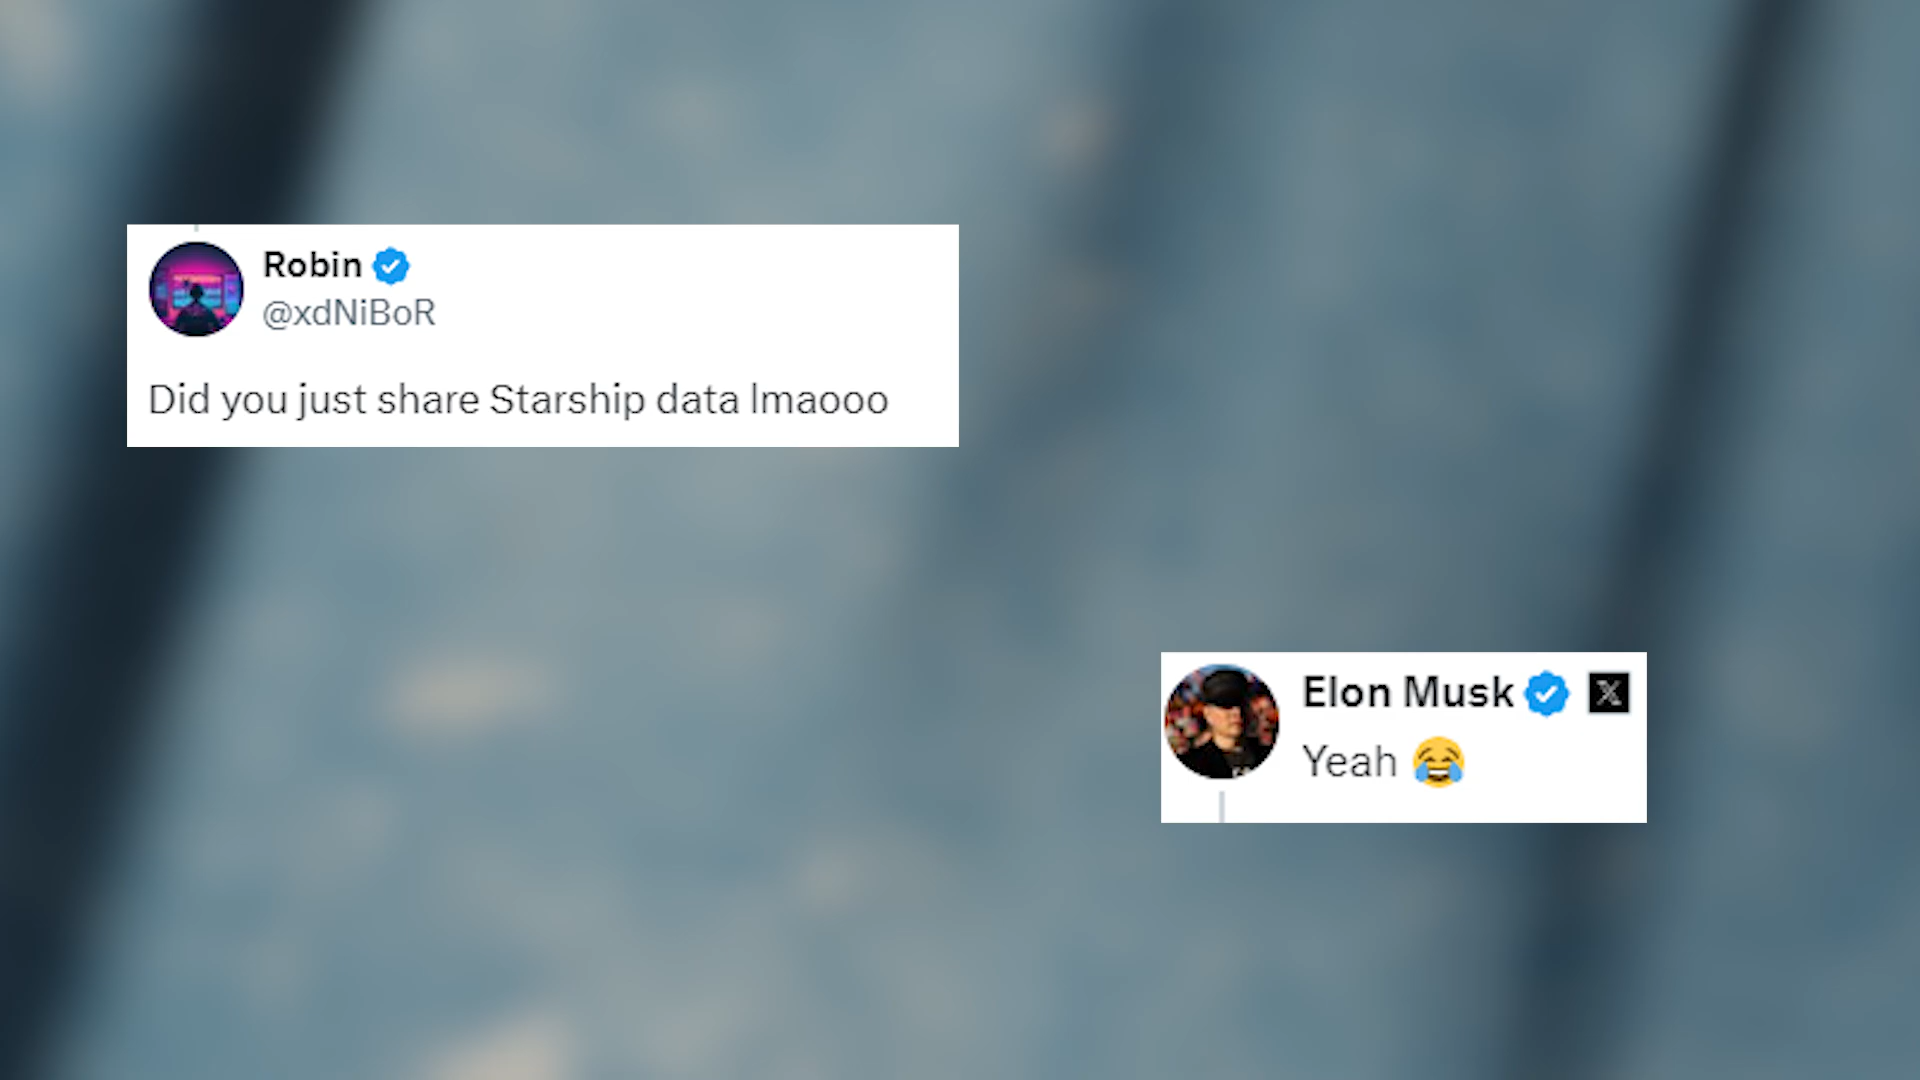 Robin
@xdNiBoR
Did you just share Starship data lmaooo
Elon Musk
Yeah 😂